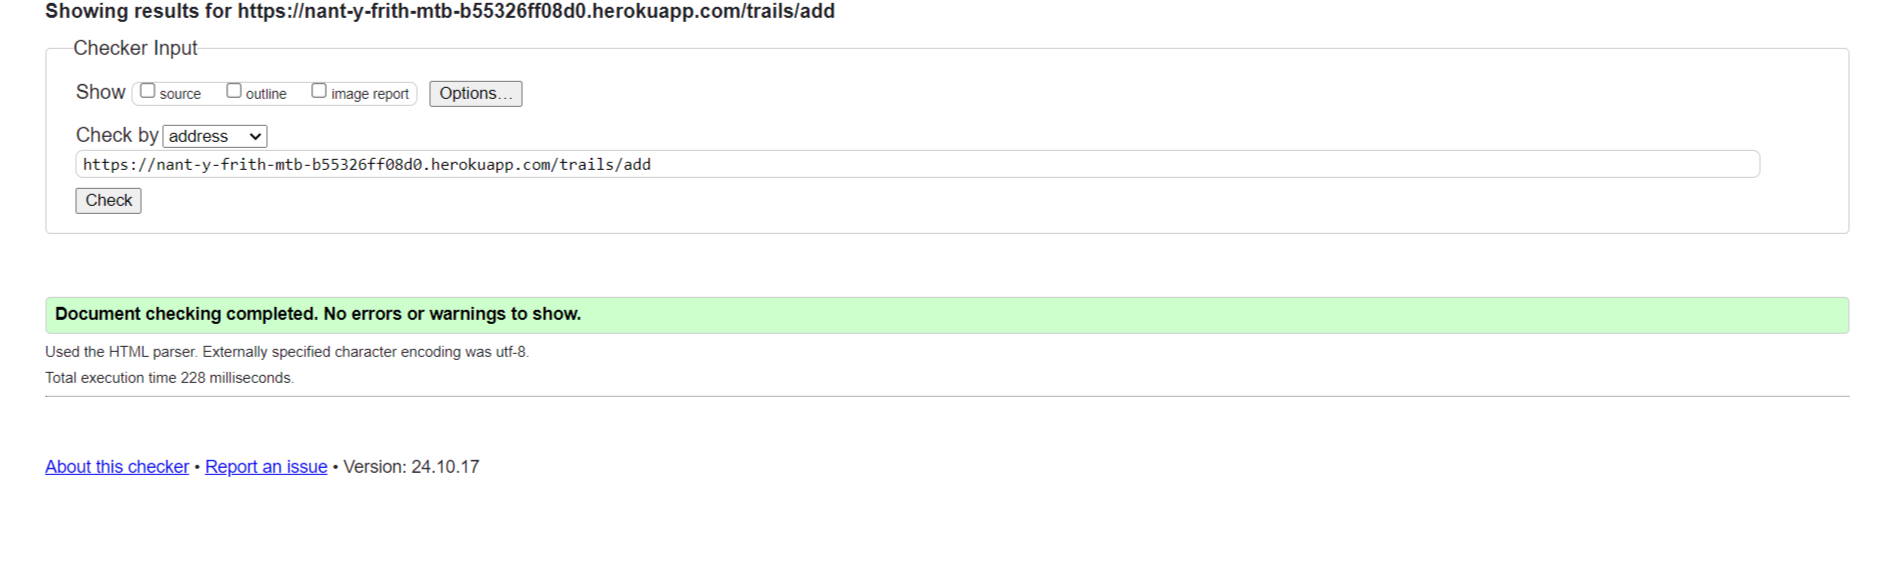 Showing results for https://nant-y-frith-mtb-b55326ff08d0.herokuapp.com/trails/add
Checker Input
Show source outline image report Options...
Check by address
https://nant-y-frith-mtb-b55326ff08d0.herokuapp.com/trails/add
Check
Document checking completed. No errors or warnings to show.
Used the HTML parser. Externally specified character encoding was utf-8.
Total execution time 228 milliseconds.
About this checker • Report an issue • Version: 24.10.17